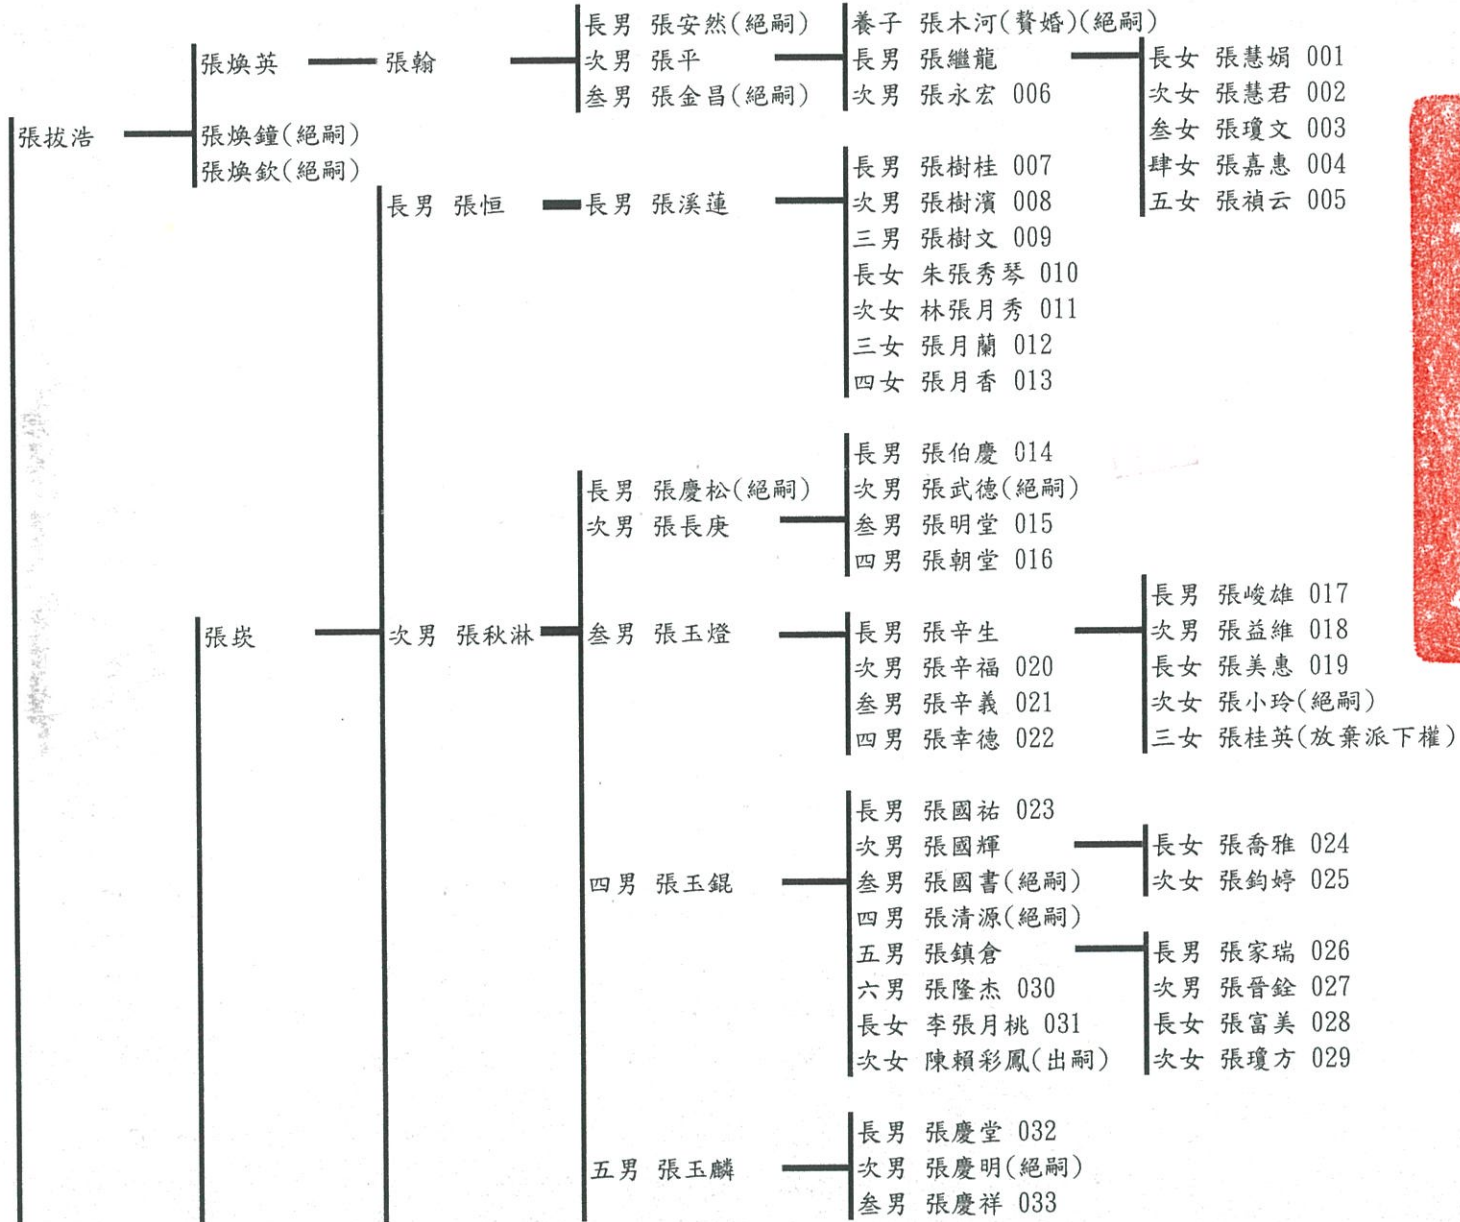 長男 張安然(絕嗣)
次男 張平
叁男 張金昌(絕嗣)
養子 張木河(贅婚)(絕嗣)
長男 張繼龍
次男 張永宏 006
長女 張慧娟 001
次女 張慧君 002
叁女 張瓊文 003
肆女 張嘉惠 004
五女 張禎云 005
張煥英
張翰
張拔浩
張煥鐘(絕嗣)
張煥欽(絕嗣)
長男 張恒
長男 張溪蓮
長男 張樹桂 007
次男 張樹濱 008
三男 張樹文 009
長女 朱張秀琴 010
次女 林張月秀 011
三女 張月蘭 012
四女 張月香 013
長男 張慶松(絕嗣)
次男 張長庚
長男 張伯慶 014
次男 張武德(絕嗣)
叁男 張明堂 015
四男 張朝堂 016
張炭
次男 張秋淋
叁男 張玉燈
長男 張辛生
次男 張辛福 020
叁男 張辛義 021
四男 張幸德 022
長男 張峻雄 017
次男 張益維 018
長女 張美惠 019
次女 張小玲(絕嗣)
三女 張桂英(放棄派下權)
四男 張玉錕
長男 張國祐 023
次男 張國輝
叁男 張國書(絕嗣)
四男 張清源(絕嗣)
五男 張鎮倉
六男 張隆杰 030
長女 李張月桃 031
次女 陳賴彩鳳(出嗣)
長女 張喬雅 024
次女 張鈞婷 025
長男 張家瑞 026
次男 張晉銓 027
長女 張富美 028
次女 張瓊方 029
五男 張玉麟
長男 張慶堂 032
次男 張慶明(絕嗣)
叁男 張慶祥 033